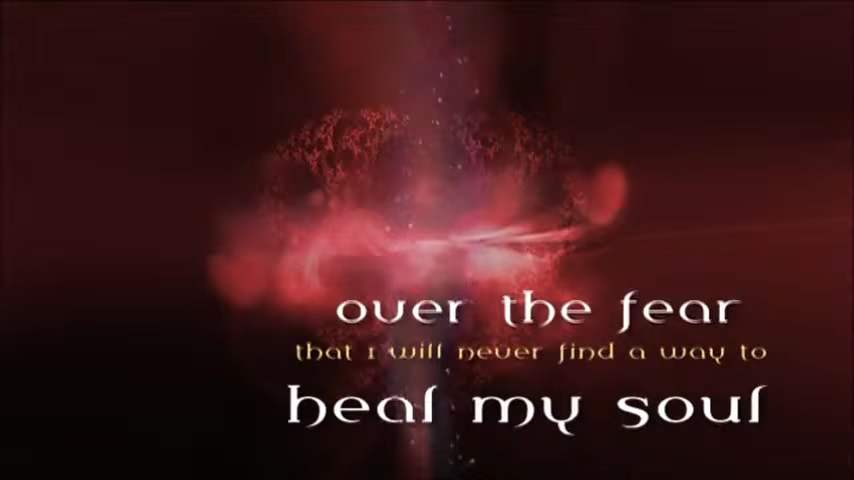 over the fear
that i will never find a way to
heal my soul